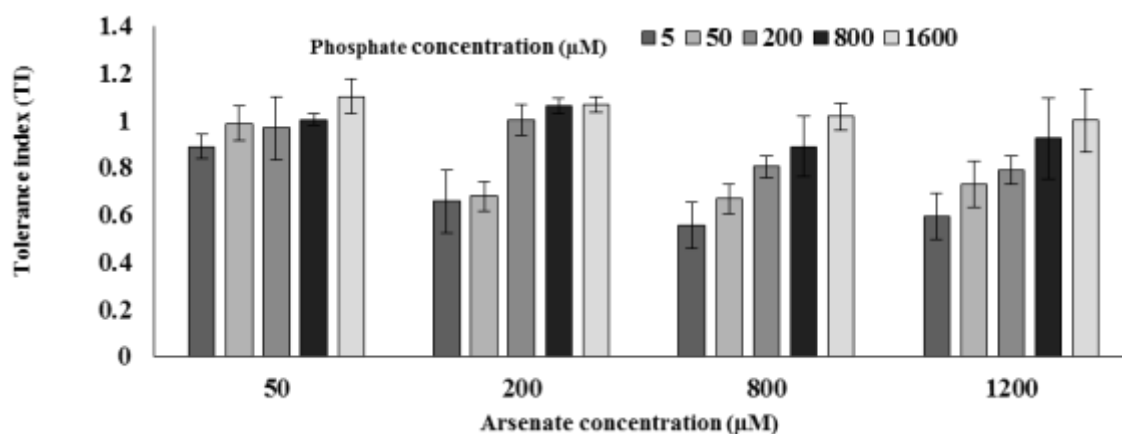 1.4
Phosphate concentration (µM) 5 50 200 800 1600
1.2
1
0.8
0.6
0.4
0.2
0
Tolerance index (TI)
50 200 800 1200
Arsenate concentration (µM)